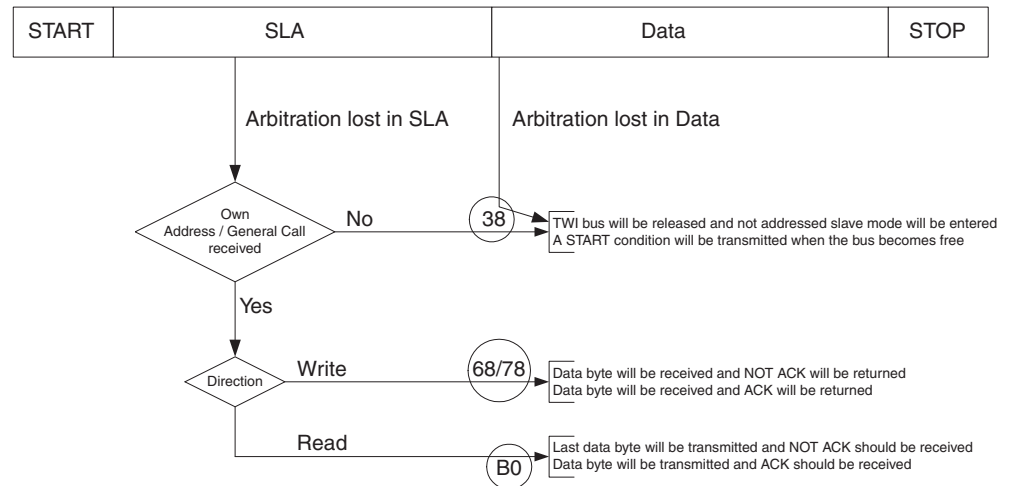 START SLA Data STOP
Arbitration lost in SLA Arbitration lost in Data
Own
Address / General Call
received
No
38
TWI bus will be released and not addressed slave mode will be entered
A START condition will be transmitted when the bus becomes free
Yes
Direction
Write
68/78
Data byte will be received and NOT ACK will be returned
Data byte will be received and ACK will be returned
Read
B0
Last data byte will be transmitted and NOT ACK should be received
Data byte will be transmitted and ACK should be received